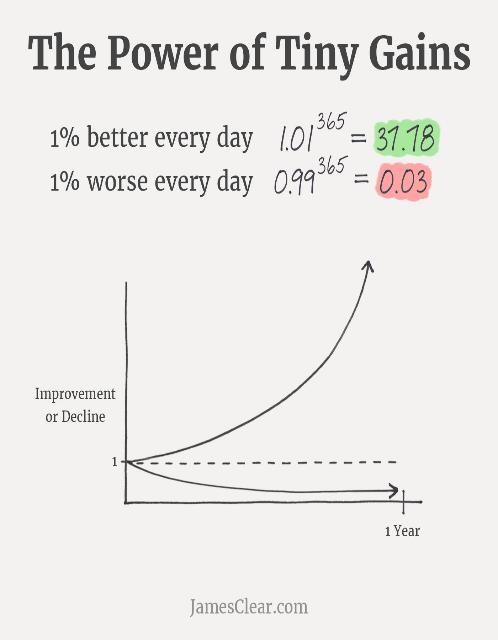 The Power of Tiny Gains
1% better every day 1.01^365 = 37.78
1% worse every day 0.99^365 = 0.03
Improvement
or Decline
1
1 Year
JamesClear.com